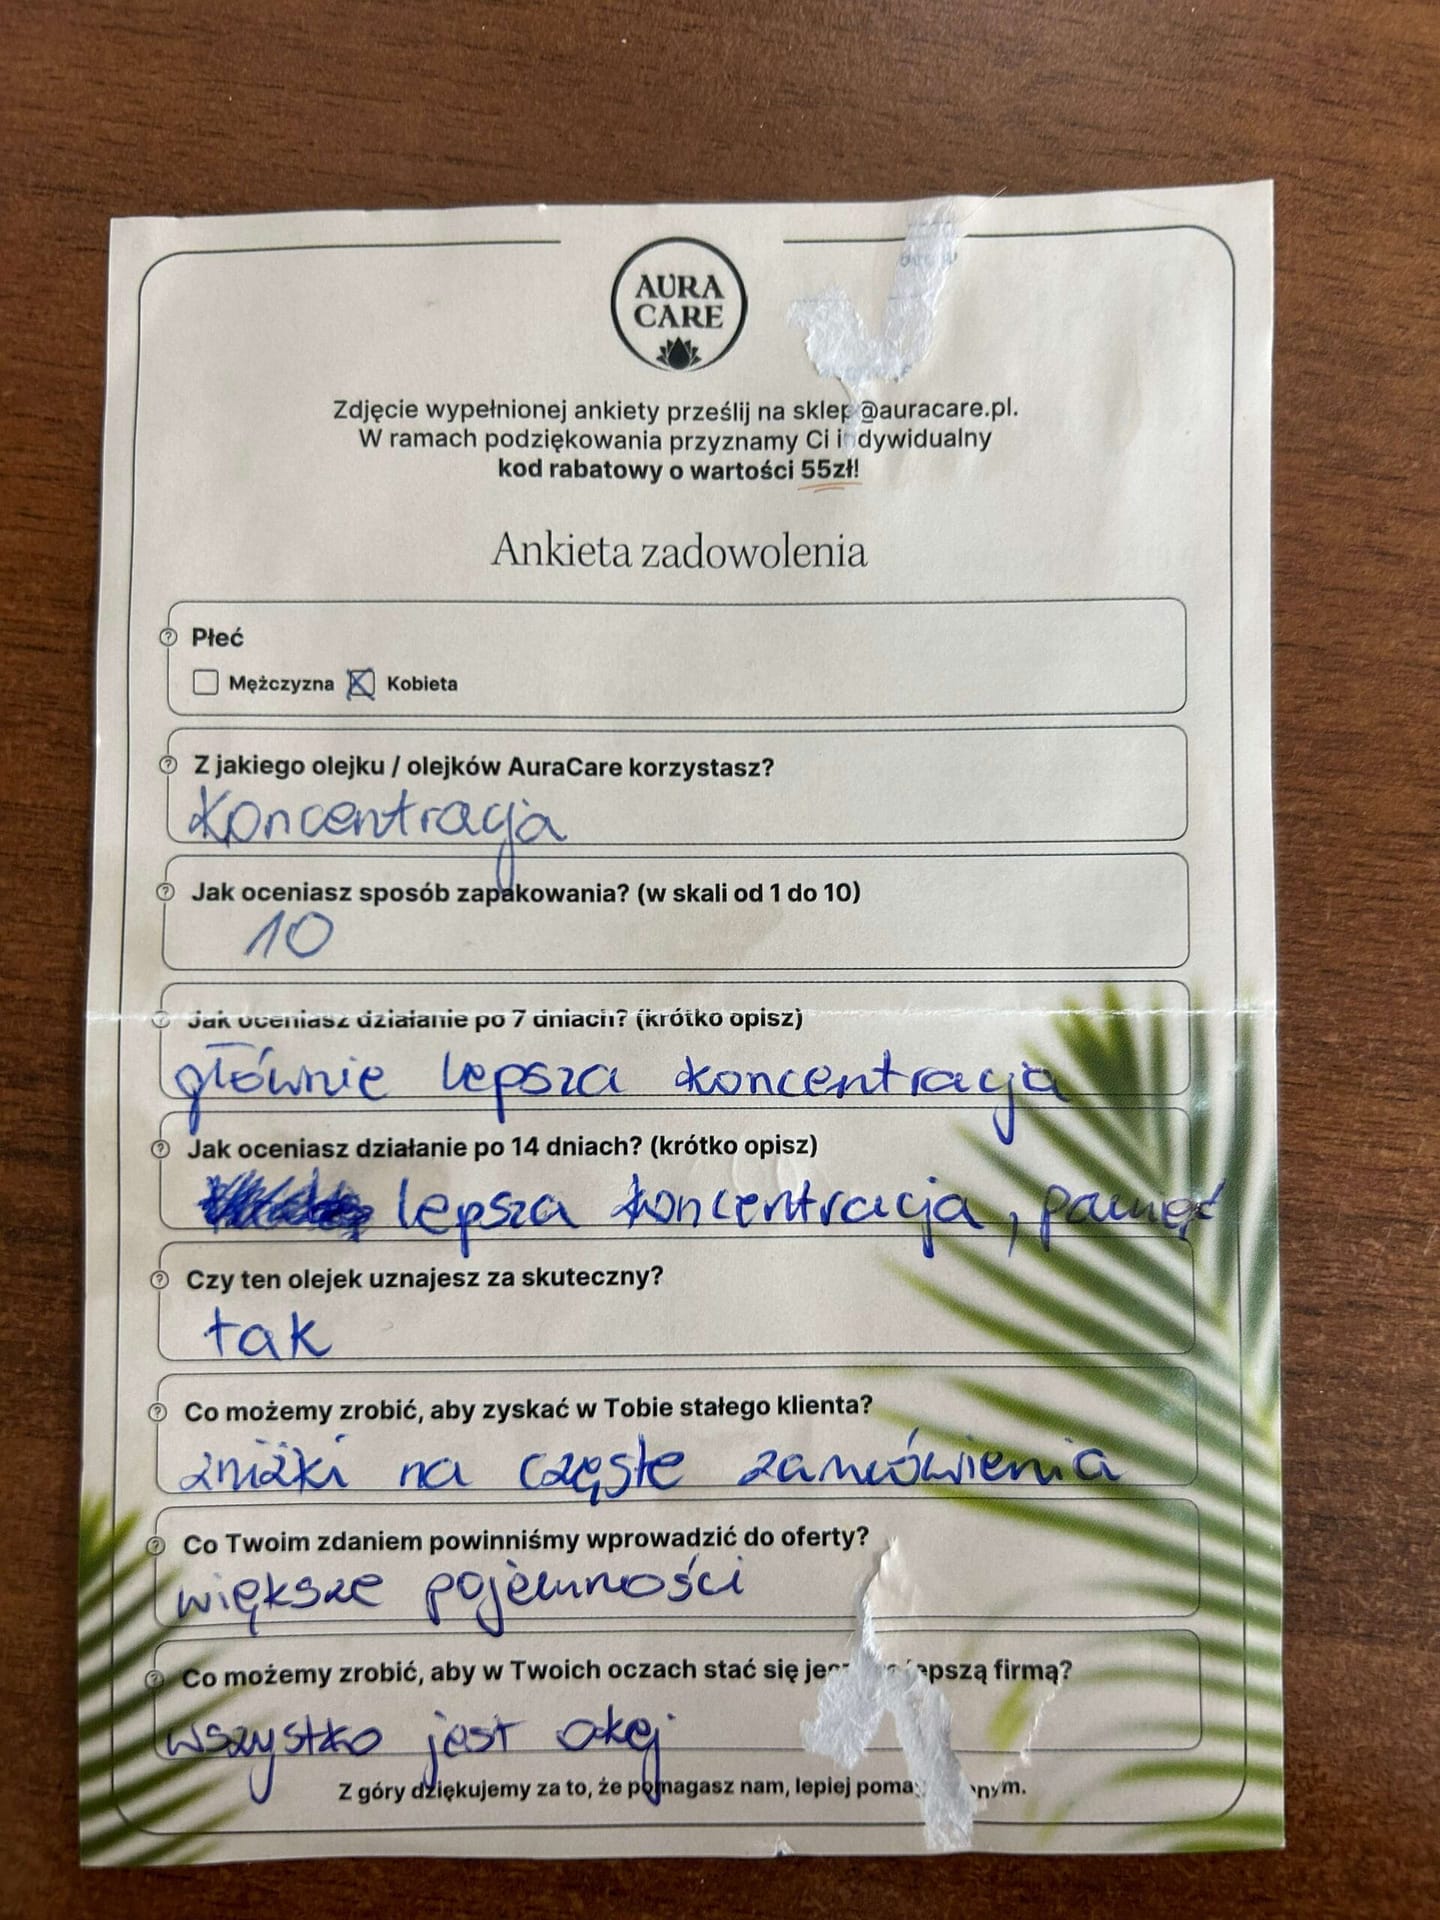 AURA
CARE
Zdjęcie wypełnionej ankiety prześlij na sklep@auracare.pl.
W ramach podziękowania przyznamy Ci indywidualny
kod rabatowy o wartości 55zł!
Ankieta zadowolenia
Płeć
Mężczyzna Kobieta
Z jakiego olejku / olejków AuraCare korzystasz?
Koncentracja
Jak oceniasz sposób zapakowania? (w skali od 1 do 10)
10
Jak oceniasz działanie po 7 dniach? (krótko opisz)
głównie lepsza koncentracja
Jak oceniasz działanie po 14 dniach? (krótko opisz)
lepsza koncentracja, pamięć
Czy ten olejek uznajesz za skuteczny?
tak
Co możemy zrobić, aby zyskać w Tobie stałego klienta?
zniżki na częste zamówienia
Co Twoim zdaniem powinniśmy wprowadzić do oferty?
większe pojemności
Co możemy zrobić, aby w Twoich oczach stać się firmą?
wszystko jest okej
Z góry dziękujemy za to, że pomagasz nam, lepiej